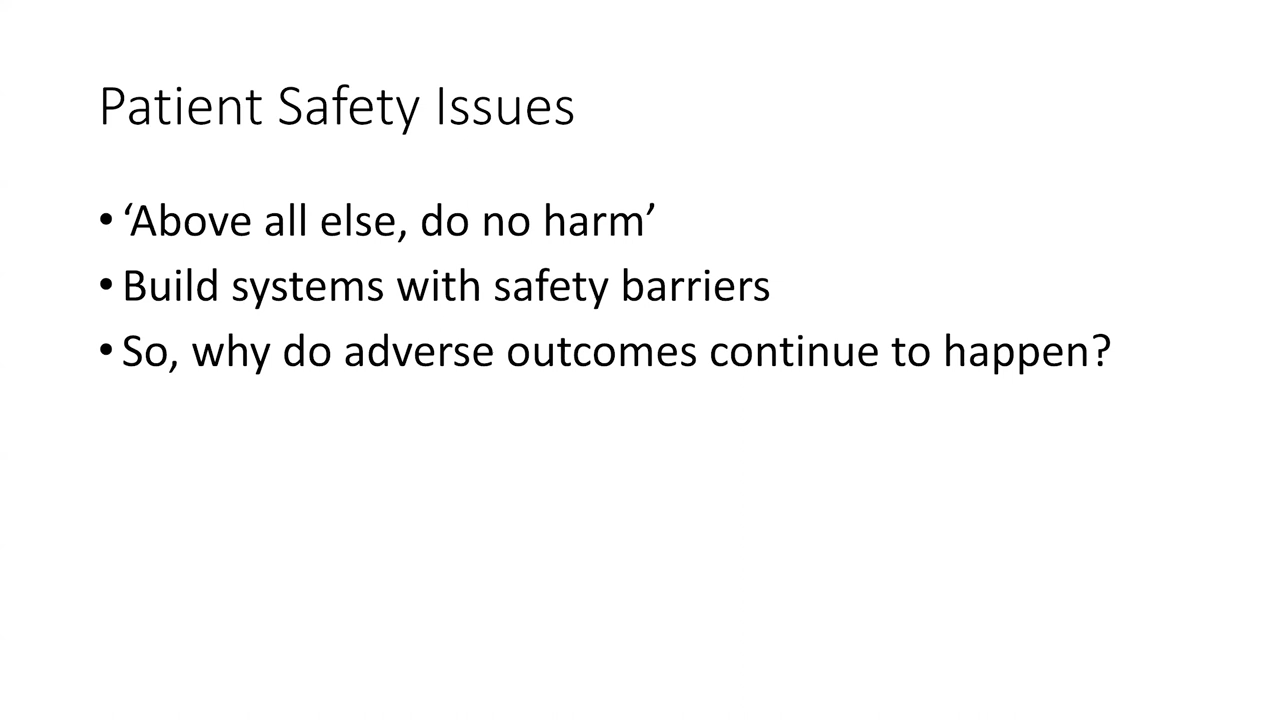 Patient Safety Issues
• ‘Above all else, do no harm’
• Build systems with safety barriers
• So, why do adverse outcomes continue to happen?